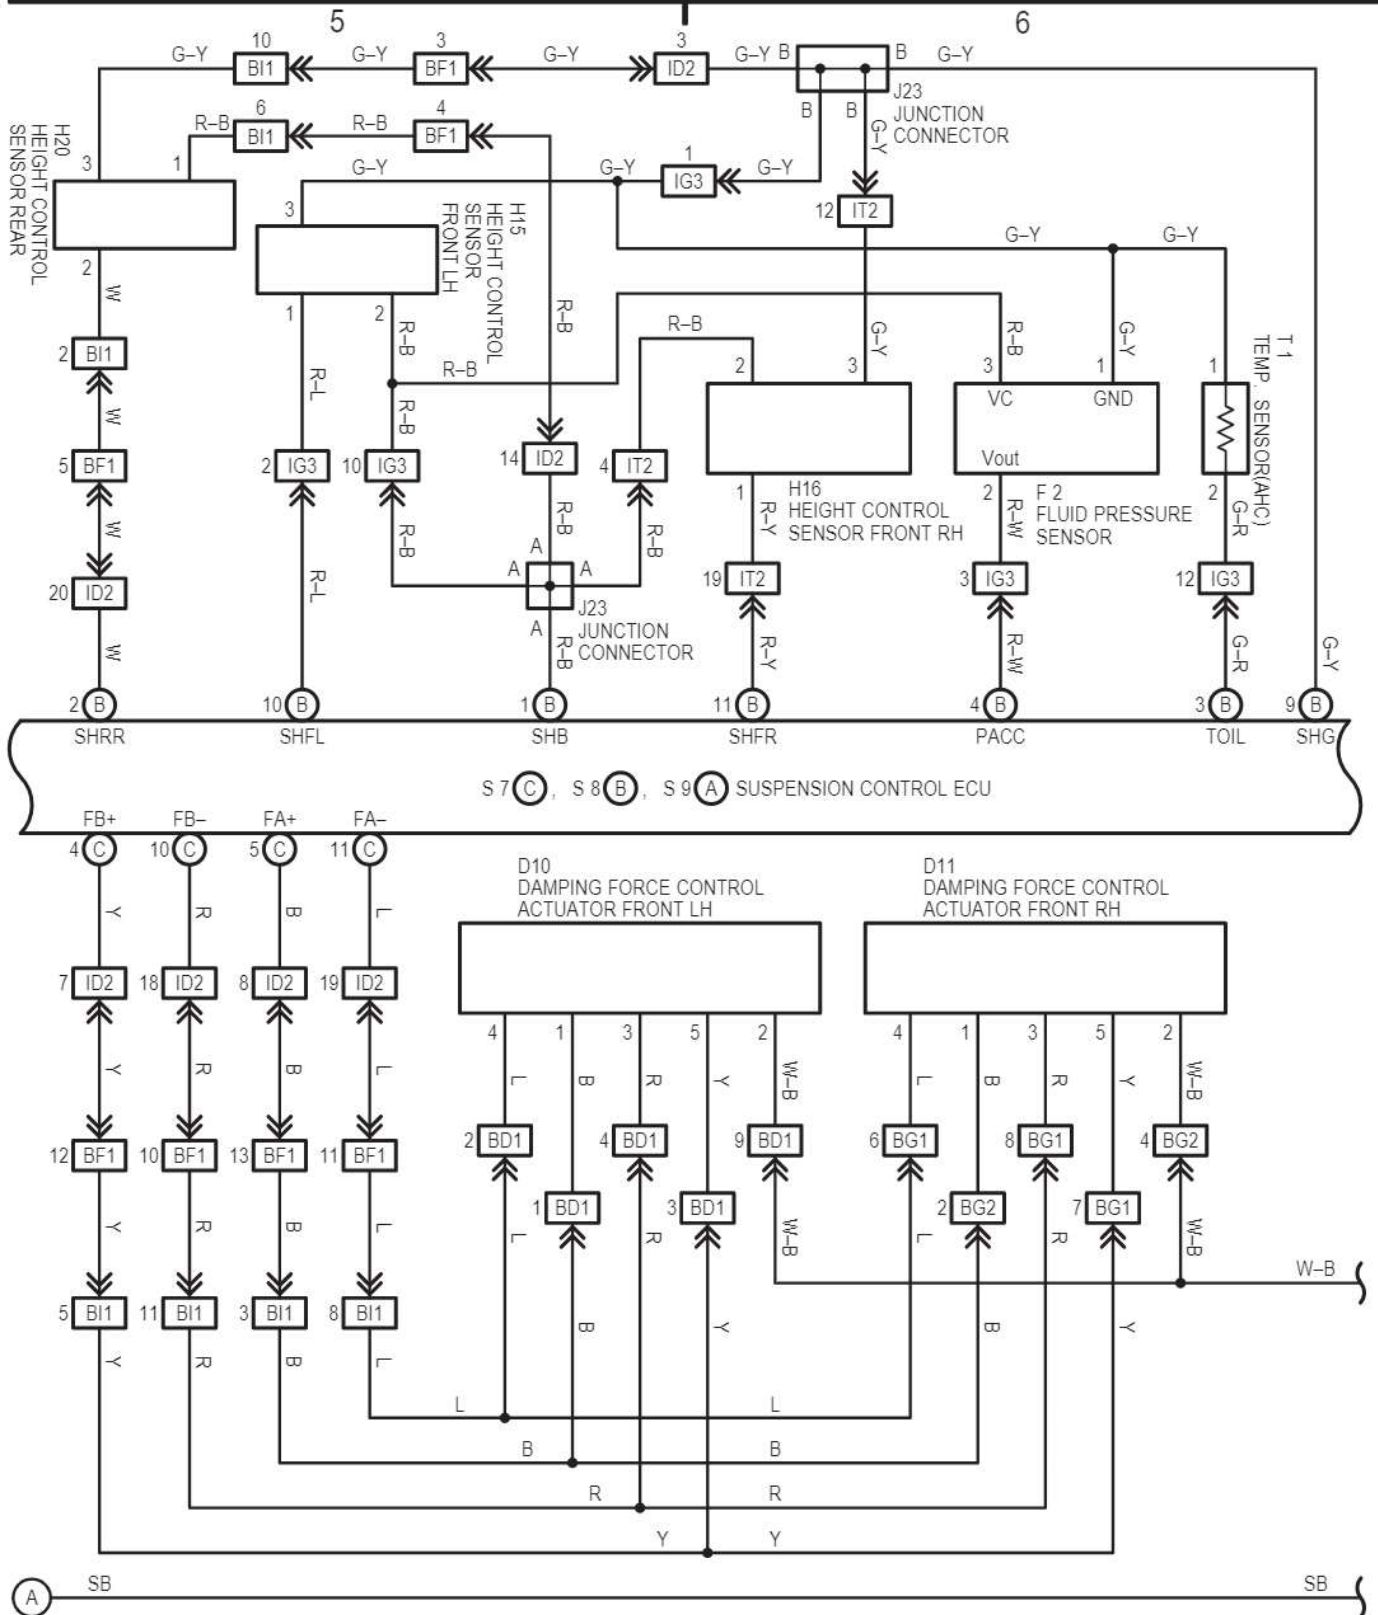 5 6
10 3 3
G–Y BI1 G–Y BF1 G–Y ID2 G–Y B B G–Y
J23
JUNCTION
CONNECTOR
B B
G–Y
6 4
R–B BI1 R–B BF1
H20
HEIGHT CONTROL
SENSOR REAR
3 1
G–Y G–Y 1 IG3 G–Y
12 IT2
3
H15
HEIGHT CONTROL
SENSOR
FRONT LH
G–Y G–Y
2
W
1 2
R–B
R–B
R–B
G–Y
R–B
G–Y
T 1
TEMP. SENSOR(AHC)
2 BI1
R–L
R–B
2 3 3 1 1
VC GND
W
R–B
5 BF1 2 IG3 10 IG3 14 ID2 4 IT2
Vout
1 2 2
H16
HEIGHT CONTROL
SENSOR FRONT RH
F 2
FLUID PRESSURE
SENSOR
W R–B R–B R–B R–Y R–W G–R
A
A A
20 ID2 R–L 19 IT2 3 IG3 12 IG3
J23
JUNCTION
CONNECTOR
A
W R–B R–Y R–W G–R G–Y
2 B 10 B 1 B 11 B 4 B 3 B 9 B
SHRR SHFL SHB SHFR PACC TOIL SHG
S 7 C , S 8 B , S 9 A SUSPENSION CONTROL ECU
FB+ FB– FA+ FA–
4 C 10 C 5 C 11 C
D10
DAMPING FORCE CONTROL
ACTUATOR FRONT LH
D11
DAMPING FORCE CONTROL
ACTUATOR FRONT RH
Y R B L
7 ID2 18 ID2 8 ID2 19 ID2
4 1 3 5 2 4 1 3 5 2
Y R B L L B R Y W–B L B R Y W–B
12 BF1 10 BF1 13 BF1 11 BF1 2 BD1 4 BD1 9 BD1 6 BG1 8 BG1 4 BG2
1 BD1 3 BD1 2 BG2 7 BG1
Y R B L L R W–B L R W–B
W–B
5 BI1 11 BI1 3 BI1 8 BI1
B Y B Y
Y R B L
L L
B B
R R
Y Y
A SB SB